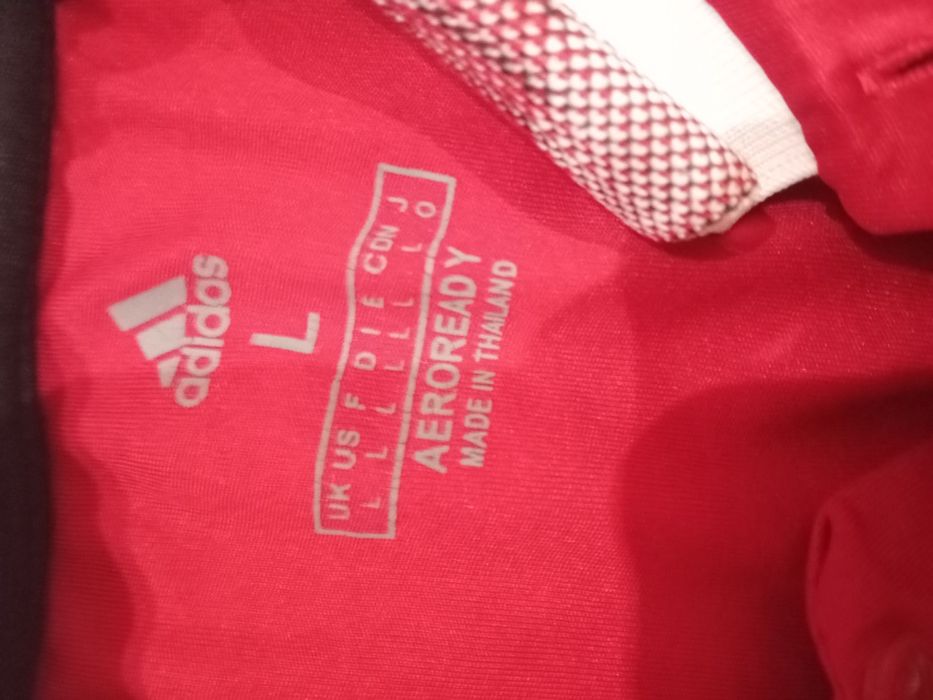 adidas
L
UK US F D I E CDN J
L L L L L L L O
AEROREADY
MADE IN THAILAND